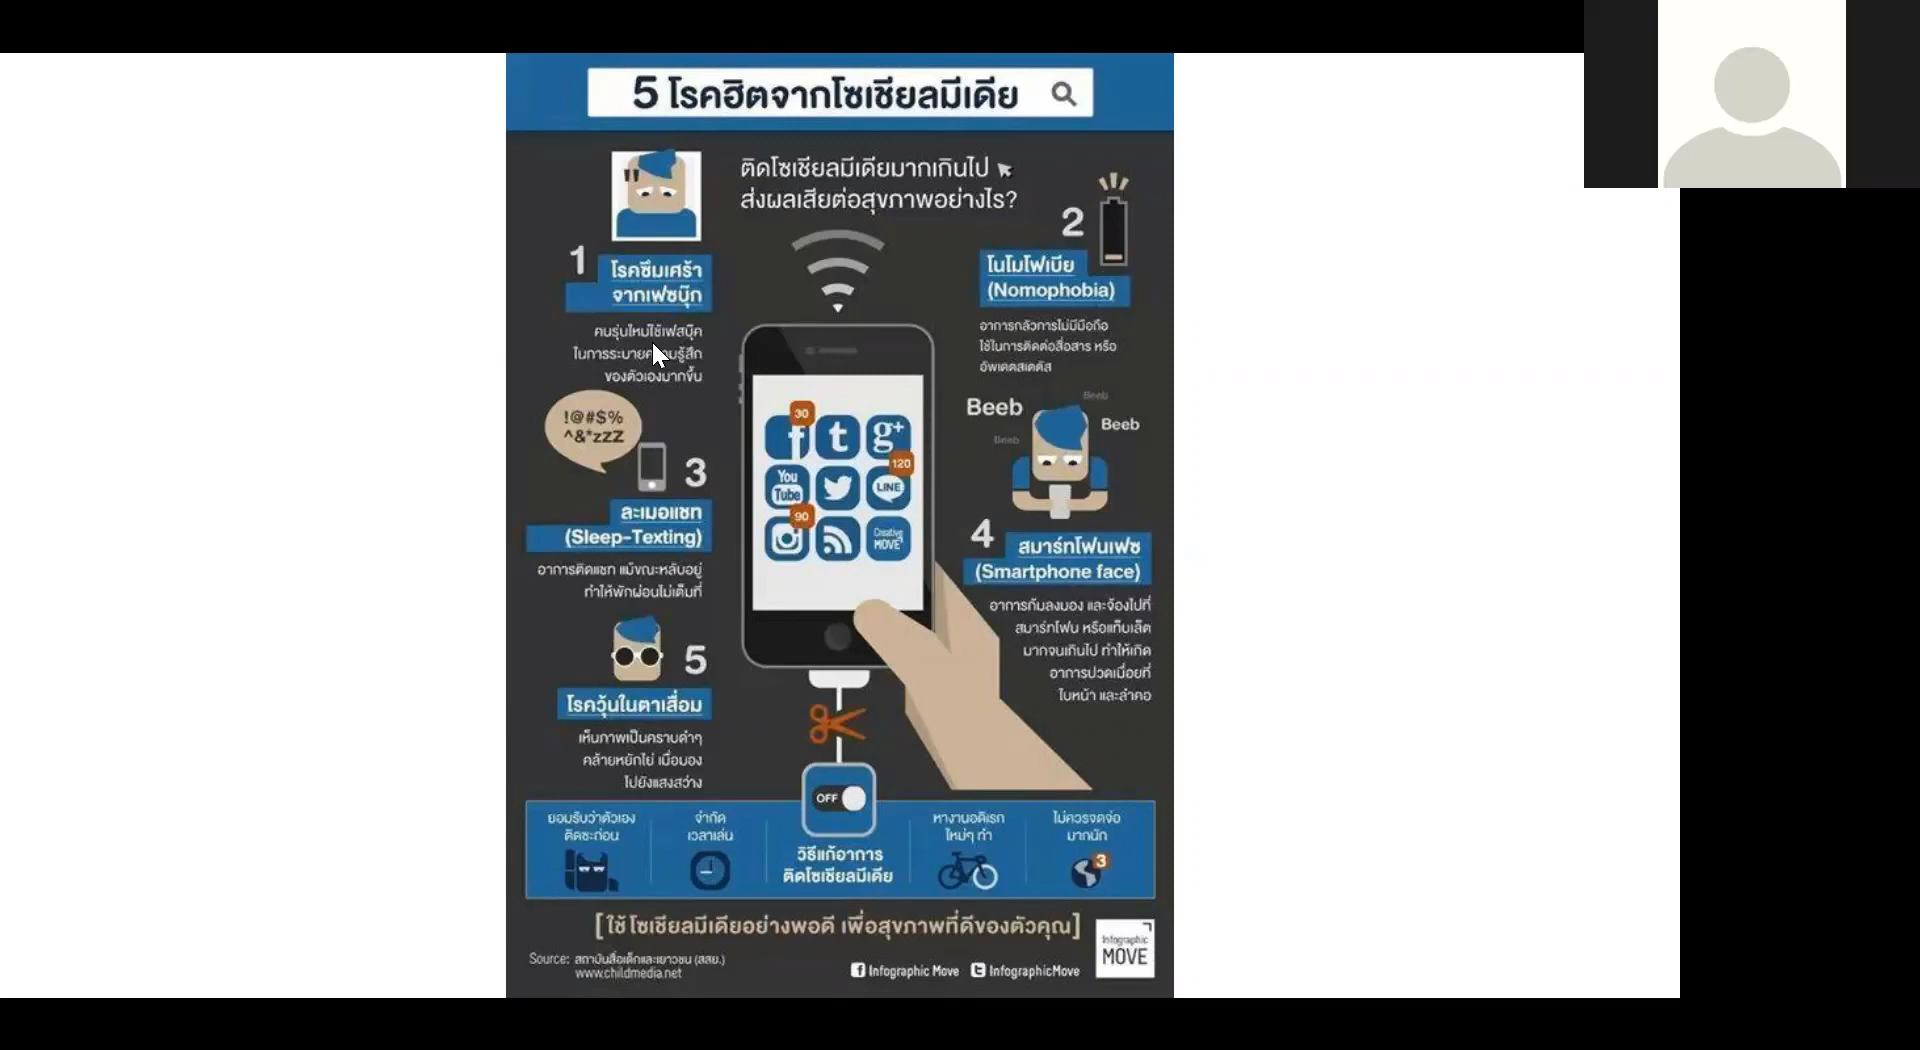 5 โรคฮิตจากโซเชียลมีเดีย
ติดโซเชียลมีเดียมากเกินไป
ส่งผลเสียต่อสุขภาพอย่างไร?
1
โรคซึมเศร้า
จากเฟซบุ๊ก
คนรุ่นใหม่ใช้เฟสบุ๊ค
ในการระบายความรู้สึก
ของตัวเองมากขึ้น
2
โนโมโฟเบีย
(Nomophobia)
อาการกลัวการไม่มีมือถือ
ใช้ในการติดต่อสื่อสาร หรือ
อัพเดตสเตตัส
!@#$%
^&*zzZ
3
ละเมอแชท
(Sleep-Texting)
อาการติดแชท แม้ขณะหลับอยู่
ทำให้พักผ่อนไม่เต็มที่
Beeb
Beeb
Beeb
Beeb
4
สมาร์ทโฟนเฟซ
(Smartphone face)
อาการก้มลงมอง และจ้องไปที่
สมาร์ทโฟน หรือแท็บเล็ต
มากจนเกินไป ทำให้เกิด
อาการปวดเมื่อยที่
ใบหน้า และลำคอ
5
โรควุ้นในตาเสื่อม
เห็นภาพเป็นคราบดำๆ
คล้ายหยักไย่ เมื่อมอง
ไปยังแสงสว่าง
30
f
t
g+
120
You
Tube
LINE
90
Creative
MOVE
OFF
ยอมรับว่าตัวเอง
ติดซะก่อน
จำกัด
เวลาเล่น
วิธีแก้อาการ
ติดโซเชียลมีเดีย
หางานอดิเรก
ใหม่ๆ ทำ
ไม่ควรจดจ่อ
มากนัก
3
[ใช้โซเชียลมีเดียอย่างพอดี เพื่อสุขภาพที่ดีของตัวคุณ]
Source: สถาบันสื่อเด็กและเยาวชน (สสย.)
www.childmedia.net
f Infographic Move
t InfographicMove
Infographic
MOVE